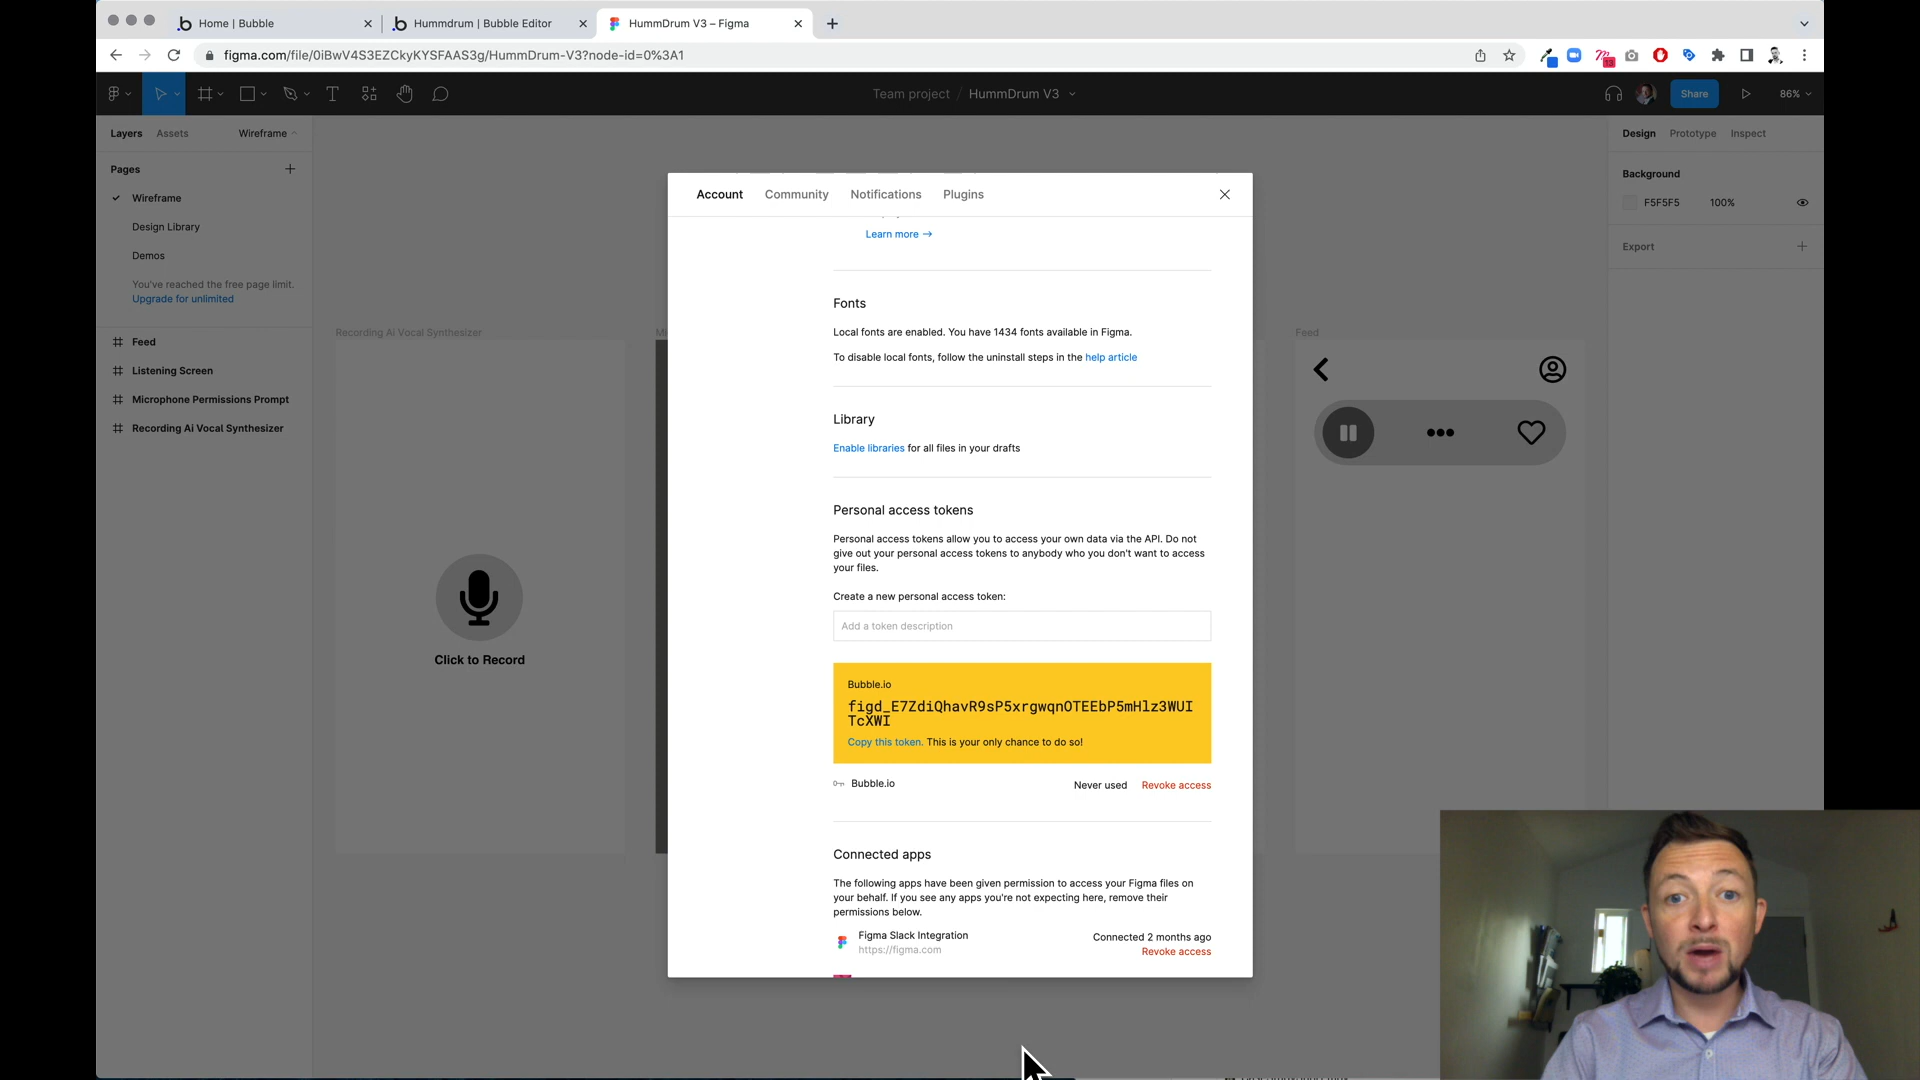 Home | Bubble
Hummdrum | Bubble Editor
HummDrum V3 – Figma
figma.com/file/0iBwV4S3EZCkyKYSFAAS3g/HummDrum-V3?node-id=0%3A1
13
Team project / HummDrum V3
Share
86%
Layers
Assets
Wireframe
Design
Prototype
Inspect
Pages
Wireframe
Design Library
Demos
You've reached the free page limit.
Upgrade for unlimited
Feed
Listening Screen
Microphone Permissions Prompt
Recording Ai Vocal Synthesizer
Background
F5F5F5
100%
Export
Recording Ai Vocal Synthesizer
Click to Record
Feed
Account
Community
Notifications
Plugins
Learn more →
Fonts
Local fonts are enabled. You have 1434 fonts available in Figma.
To disable local fonts, follow the uninstall steps in the help article
Library
Enable libraries for all files in your drafts
Personal access tokens
Personal access tokens allow you to access your own data via the API. Do not
give out your personal access tokens to anybody who you don't want to access
your files.
Create a new personal access token:
Add a token description
Bubble.io
figd_E7ZdiQhavR9sP5xrgwqnOTEEbP5mHlz3WUI
TcXWI
Copy this token. This is your only chance to do so!
Bubble.io
Never used
Revoke access
Connected apps
The following apps have been given permission to access your Figma files on
your behalf. If you see any apps you're not expecting here, remove their
permissions below.
Figma Slack Integration
https://figma.com
Connected 2 months ago
Revoke access